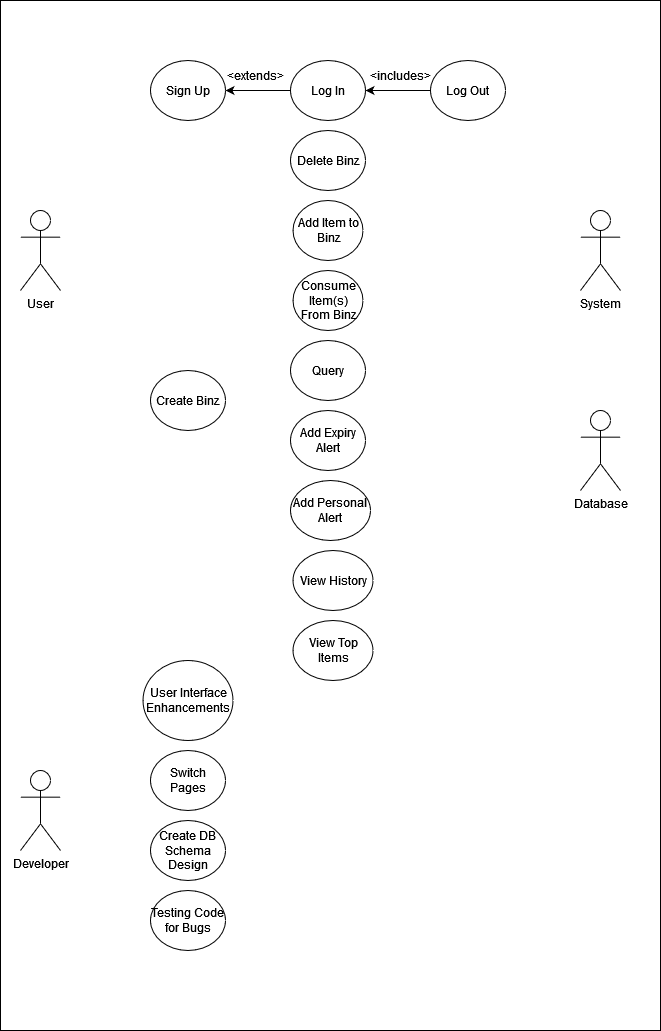 <extends>
<includes>
Sign Up
Log In
Log Out
Delete Binz
Add Item to
Binz
User
System
Consume
Item(s)
From Binz
Query
Create Binz
Add Expiry
Alert
Database
Add Personal
Alert
View History
View Top
Items
User Interface
Enhancements
Switch
Pages
Developer
Create DB
Schema
Design
Testing Code
for Bugs